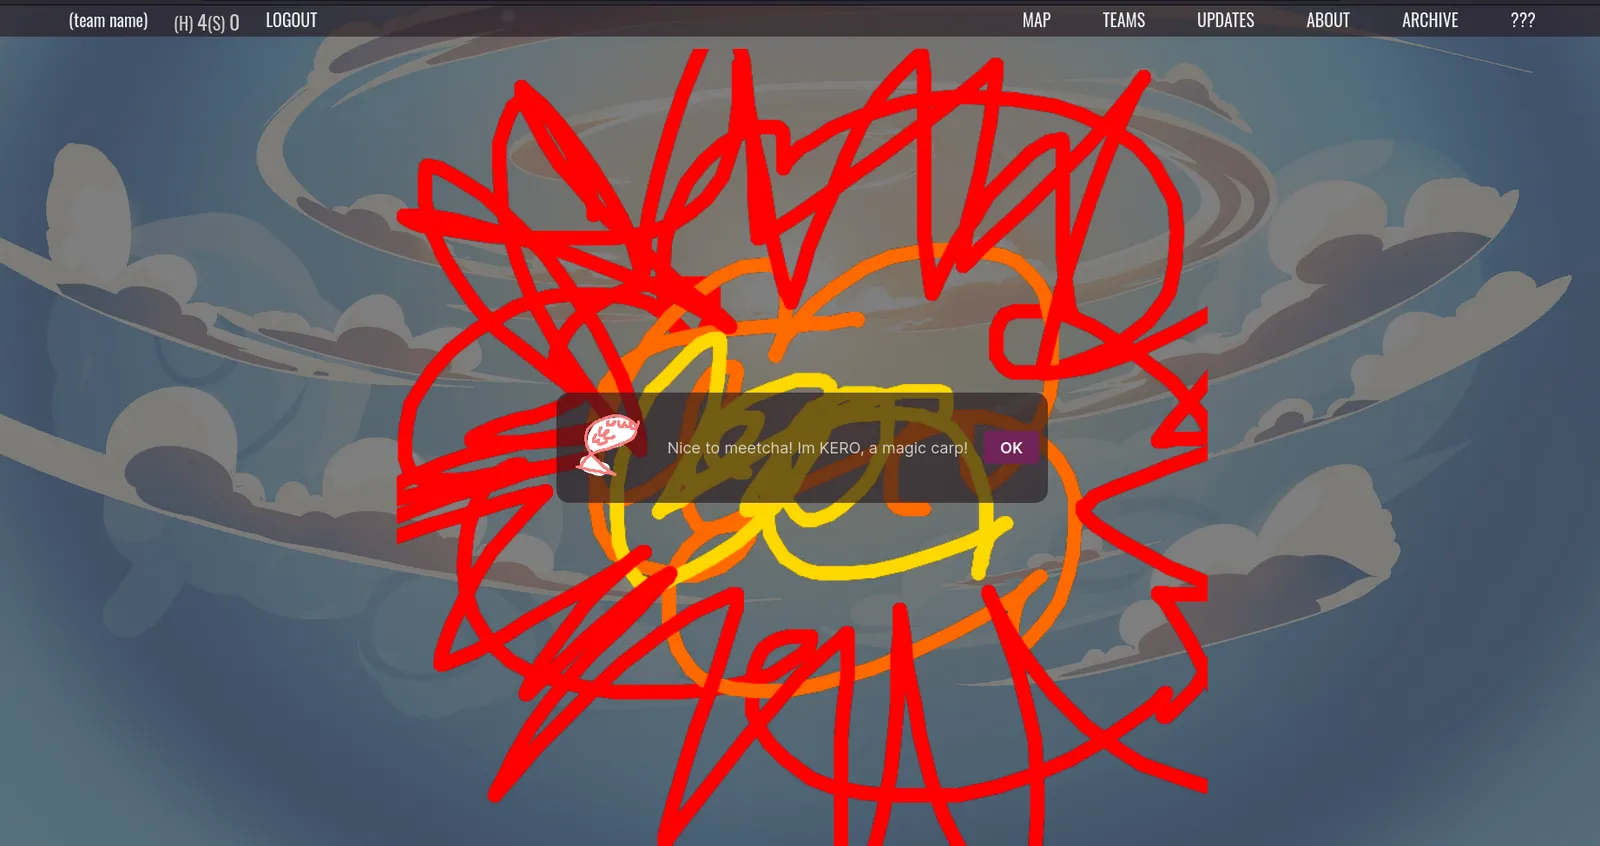 (team name) (H) 4(S) 0 LOGOUT MAP TEAMS UPDATES ABOUT ARCHIVE ???
Nice to meetcha! Im KERO, a magic carp! OK